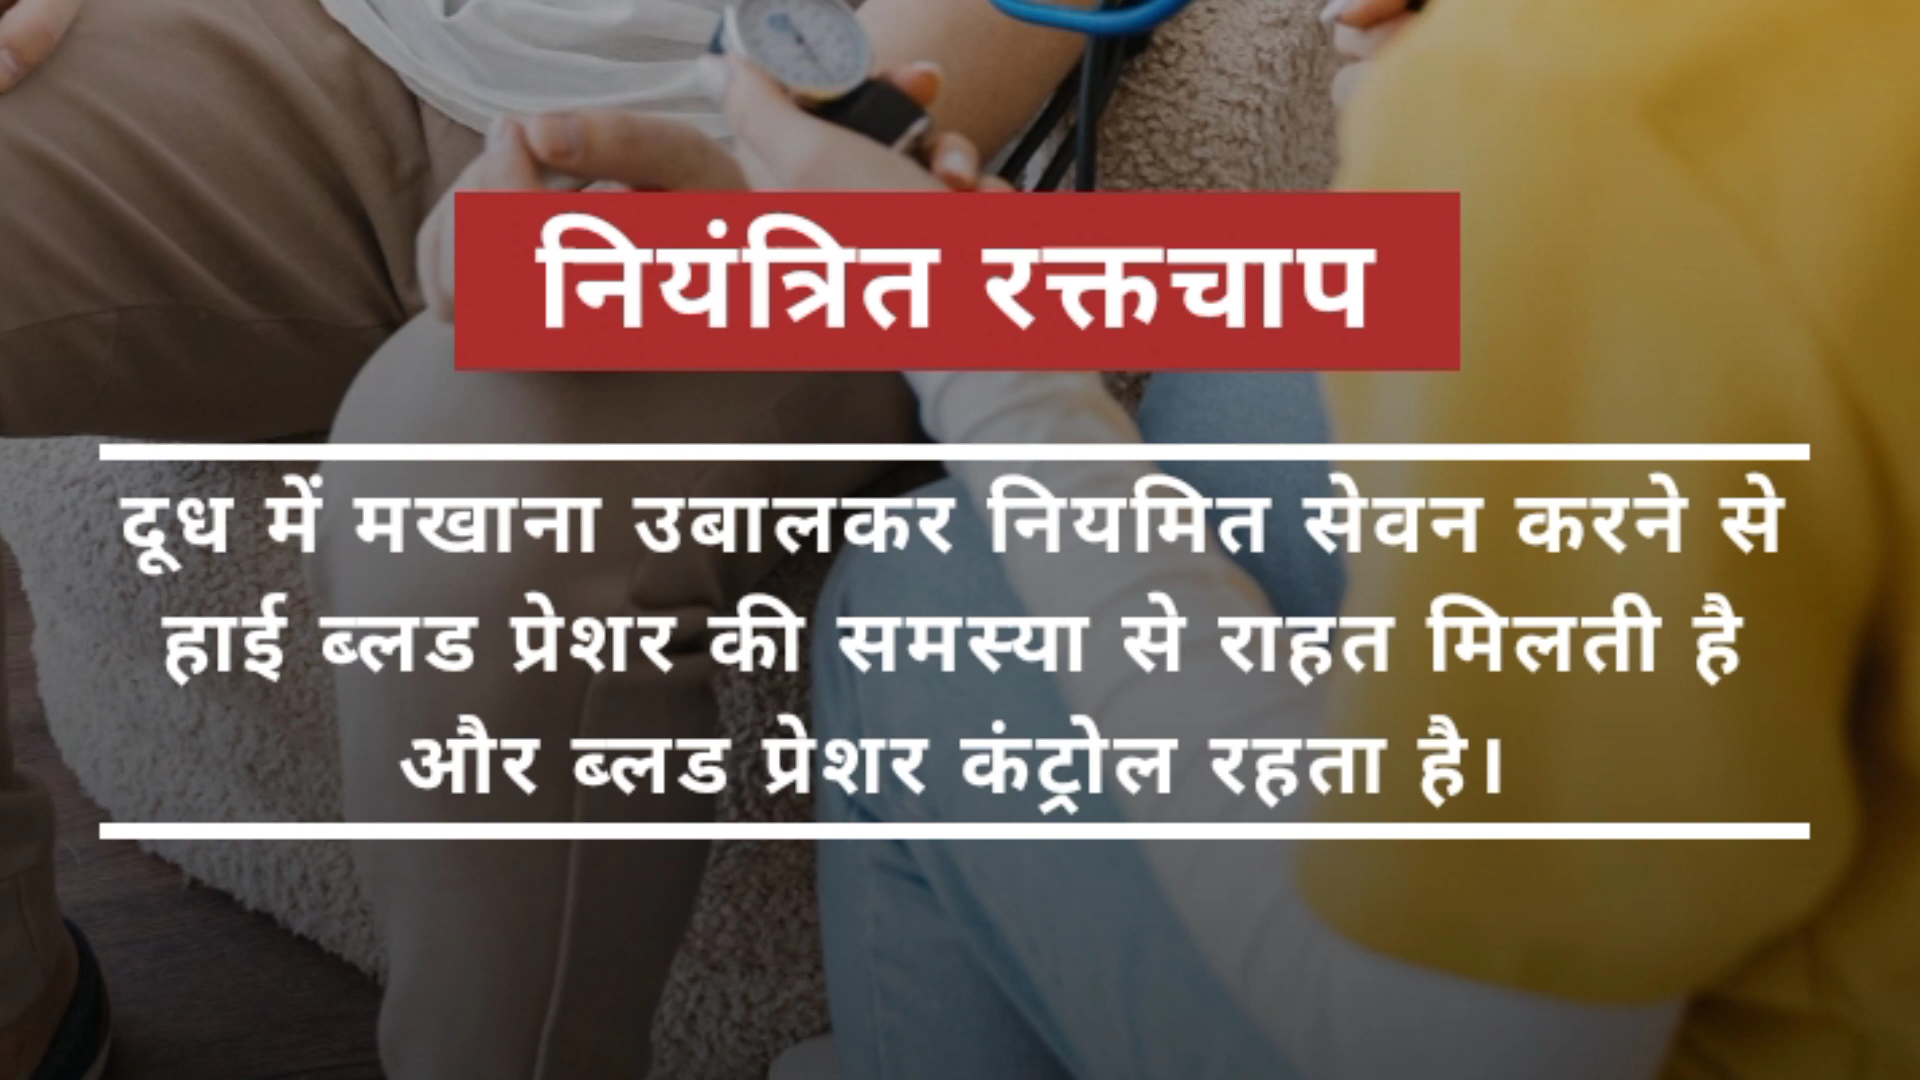 नियंत्रित रक्तचाप
दूध में मखाना उबालकर नियमित सेवन करने से
हाई ब्लड प्रेशर की समस्या से राहत मिलती है
और ब्लड प्रेशर कंट्रोल रहता है।